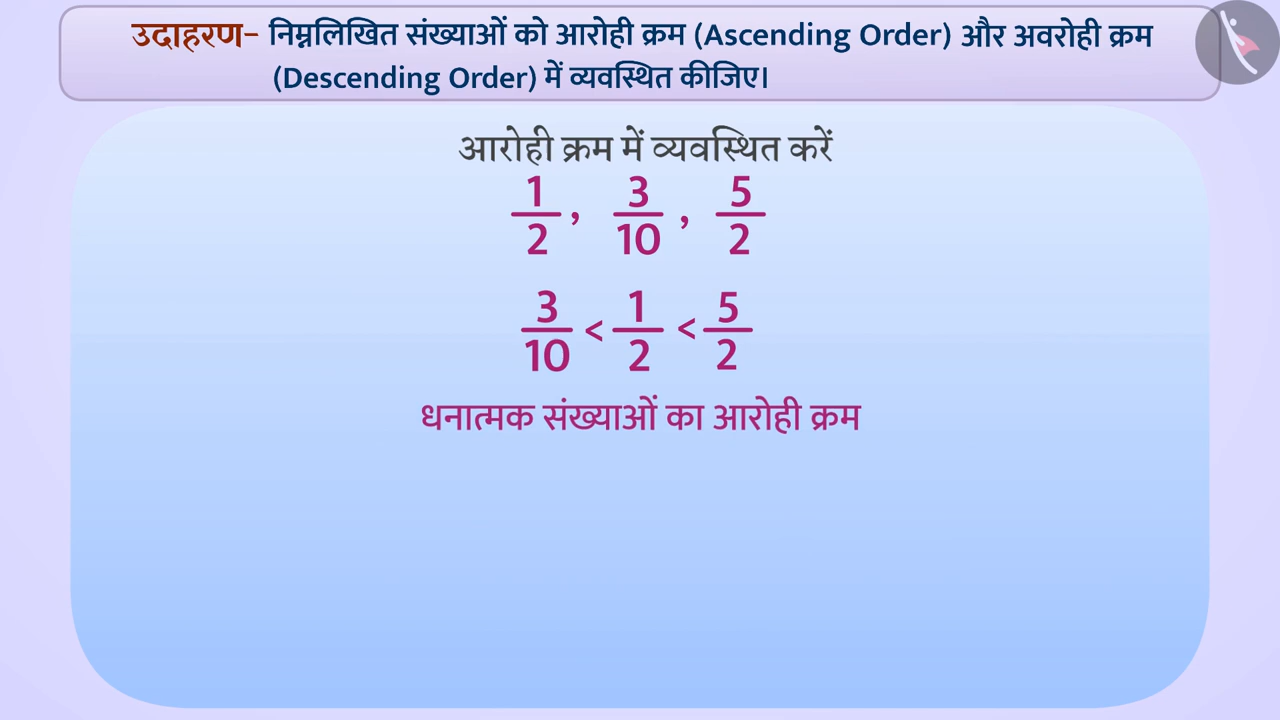 उदाहरण– निम्नलिखित संख्याओं को आरोही क्रम (Ascending Order) और अवरोही क्रम
(Descending Order) में व्यवस्थित कीजिए।
आरोही क्रम में व्यवस्थित करें
1/2, 3/10, 5/2
3/10 < 1/2 < 5/2
धनात्मक संख्याओं का आरोही क्रम